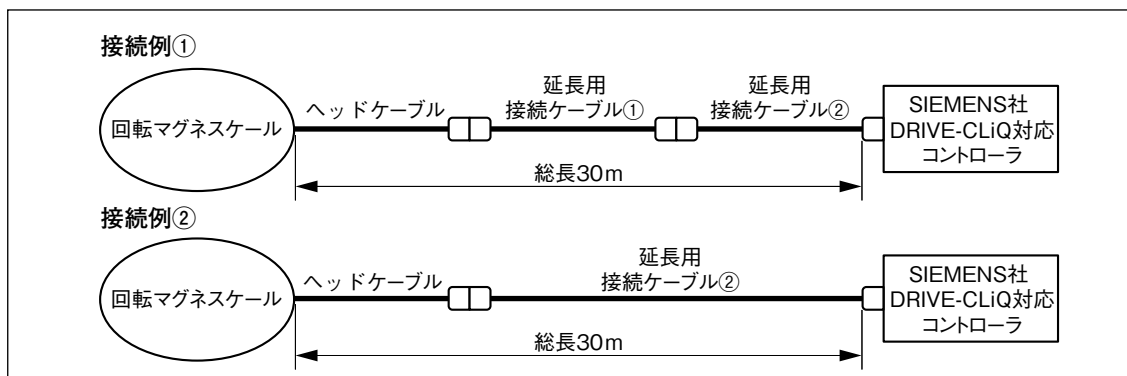 接続例①
回転マグネスケール
ヘッドケーブル
延長用
接続ケーブル①
延長用
接続ケーブル②
SIEMENS社
DRIVE-CLiQ対応
コントローラ
総長30m
接続例②
回転マグネスケール
ヘッドケーブル
延長用
接続ケーブル②
SIEMENS社
DRIVE-CLiQ対応
コントローラ
総長30m